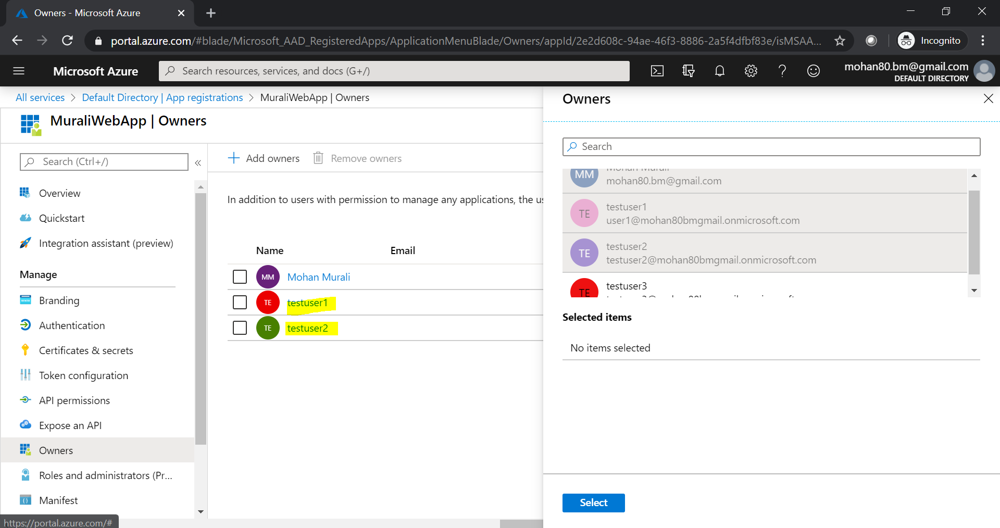 Owners - Microsoft Azure
portal.azure.com/#blade/Microsoft_AAD_RegisteredApps/ApplicationMenuBlade/Owners/appId/2e2d608c-94ae-46f3-8886-2a5f4dfbf83e/isMSAA...
Incognito
Microsoft Azure
Search resources, services, and docs (G+/)
mohan80.bm@gmail.com
DEFAULT DIRECTORY
All services > Default Directory | App registrations > MuraliWebApp | Owners
MuraliWebApp | Owners
Search (Ctrl+/)
«
Overview
Quickstart
Integration assistant (preview)
Manage
Branding
Authentication
Certificates & secrets
Token configuration
API permissions
Expose an API
Owners
Roles and administrators (Pr...
Manifest
https://portal.azure.com/#
Add owners
Remove owners
In addition to users with permission to manage any applications, the us
Name Email
MM Mohan Murali
TE testuser1
TE testuser2
Owners
Search
MM Mohan Murali
mohan80.bm@gmail.com
TE testuser1
user1@mohan80bmgmail.onmicrosoft.com
TE testuser2
testuser2@mohan80bmgmail.onmicrosoft.com
TE testuser3
Selected items
No items selected
Select